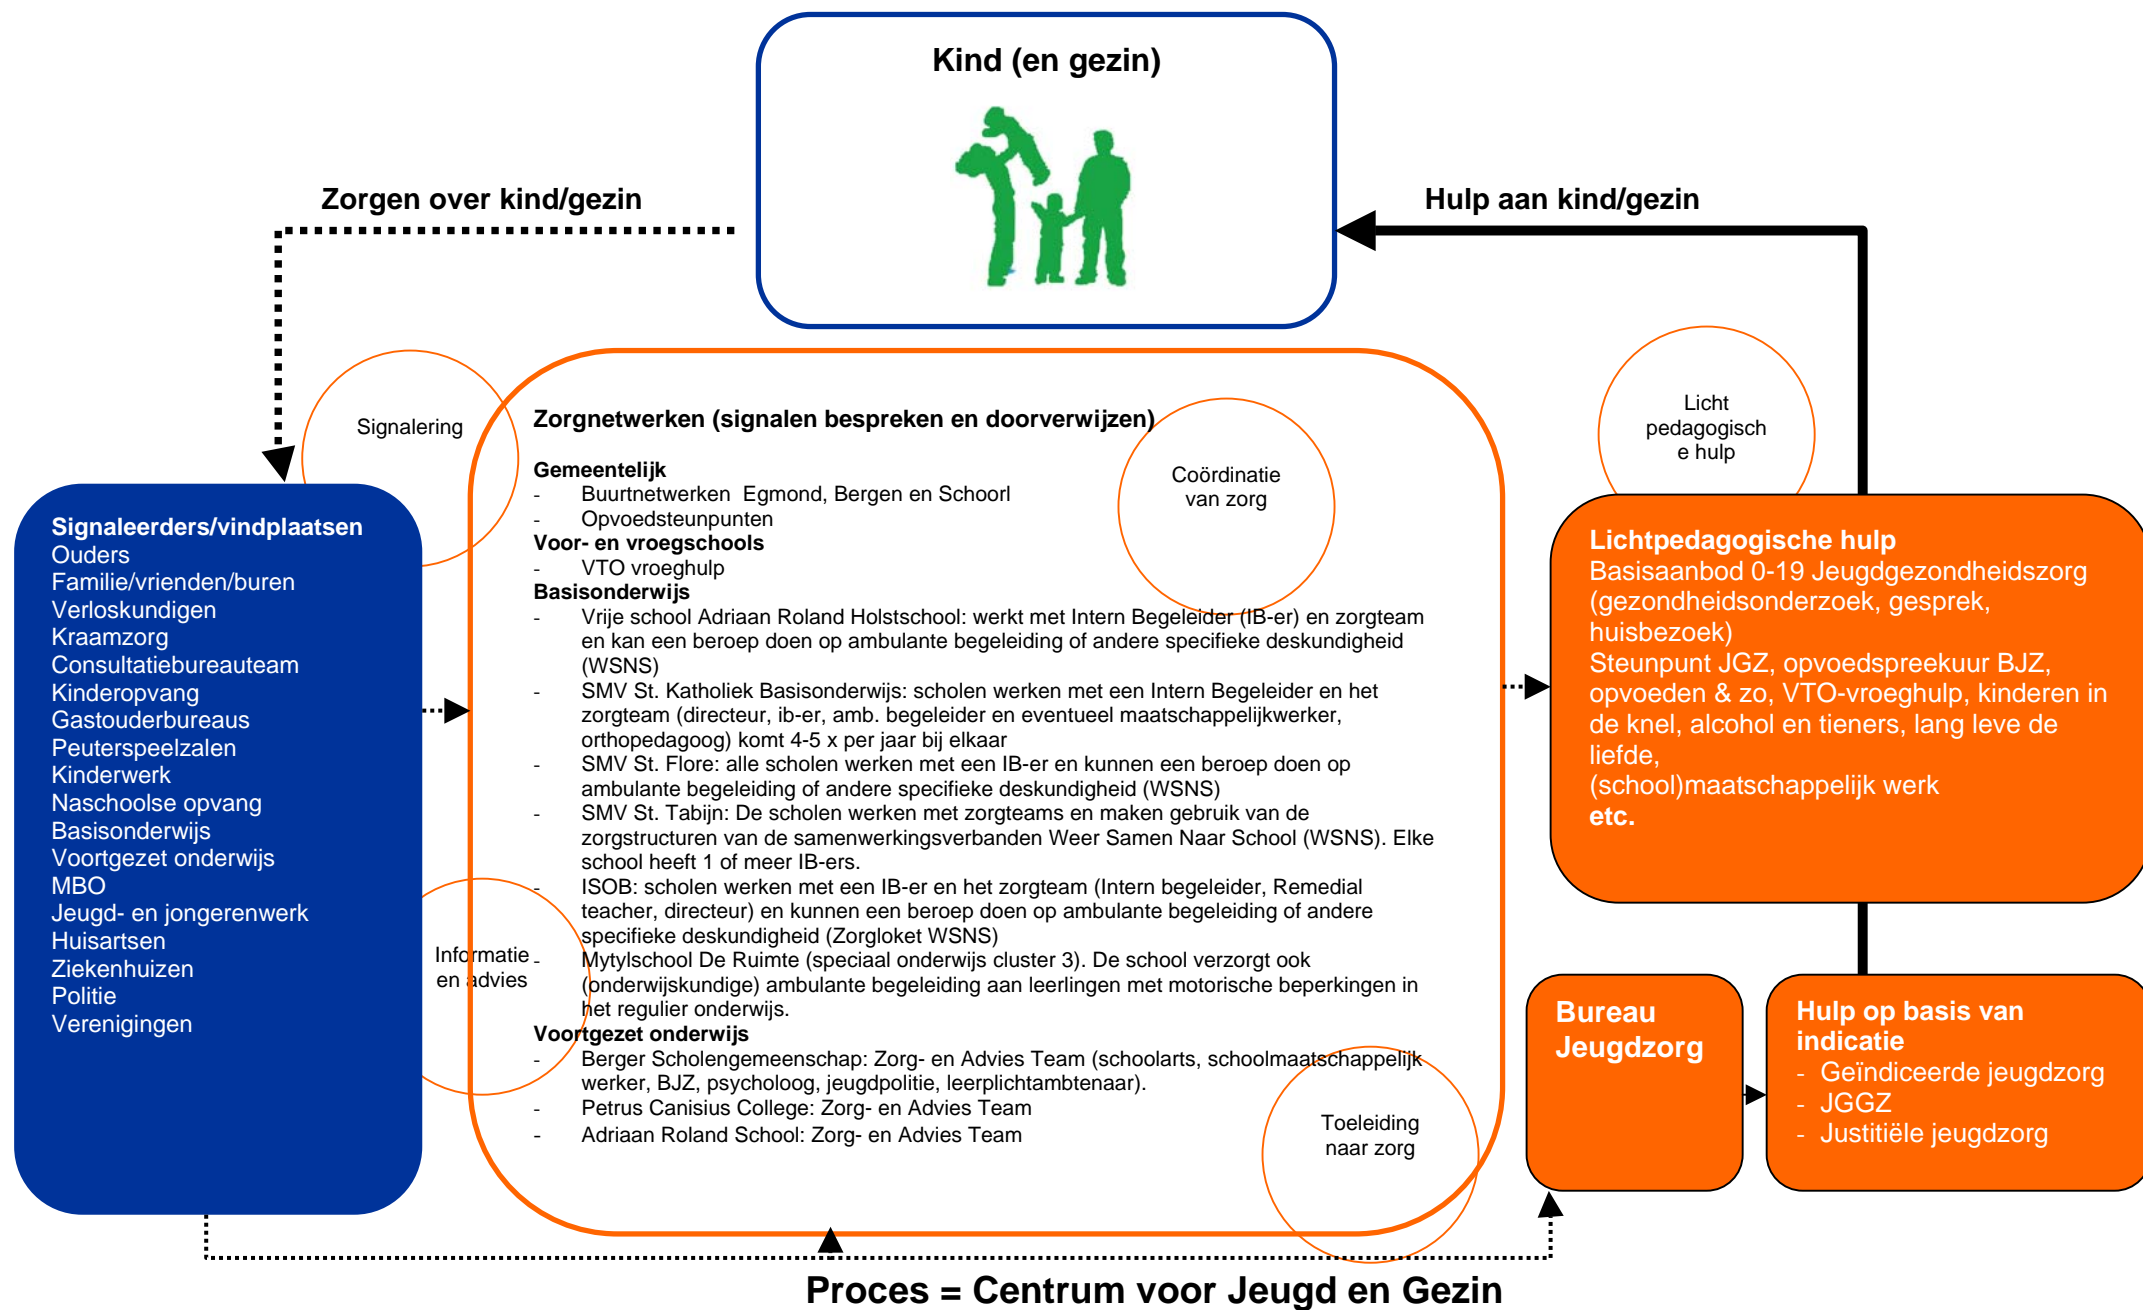 Kind (en gezin)
Zorgen over kind/gezin
Hulp aan kind/gezin
Signalering
Zorgnetwerken (signalen bespreken en doorverwijzen)
Gemeentelijk
- Buurtnetwerken  Egmond, Bergen en Schoorl
- Opvoedsteunpunten
Voor- en vroegschools
- VTO vroeghulp
Basisonderwijs
- Vrije school Adriaan Roland Holstschool: werkt met Intern Begeleider (IB-er) en zorgteam
en kan een beroep doen op ambulante begeleiding of andere specifieke deskundigheid
(WSNS)
- SMV St. Katholiek Basisonderwijs: scholen werken met een Intern Begeleider en het
zorgteam (directeur, ib-er, amb. begeleider en eventueel maatschappelijkwerker,
orthopedagoog) komt 4-5 x per jaar bij elkaar
- SMV St. Flore: alle scholen werken met een IB-er en kunnen een beroep doen op
ambulante begeleiding of andere specifieke deskundigheid (WSNS)
- SMV St. Tabijn: De scholen werken met zorgteams en maken gebruik van de
zorgstructuren van de samenwerkingsverbanden Weer Samen Naar School (WSNS). Elke
school heeft 1 of meer IB-ers.
- ISOB: scholen werken met een IB-er en het zorgteam (Intern begeleider, Remedial
teacher, directeur) en kunnen een beroep doen op ambulante begeleiding of andere
specifieke deskundigheid (Zorgloket WSNS)
- Mytylschool De Ruimte (speciaal onderwijs cluster 3). De school verzorgt ook
(onderwijskundige) ambulante begeleiding aan leerlingen met motorische beperkingen in
het regulier onderwijs.
Voortgezet onderwijs
- Berger Scholengemeenschap: Zorg- en Advies Team (schoolarts, schoolmaatschappelijk
werker, BJZ, psycholoog, jeugdpolitie, leerplichtambtenaar).
- Petrus Canisius College: Zorg- en Advies Team
- Adriaan Roland School: Zorg- en Advies Team
Coördinatie
van zorg
Licht
pedagogisch
e hulp
Signaleerders/vindplaatsen
Ouders
Familie/vrienden/buren
Verloskundigen
Kraamzorg
Consultatiebureauteam
Kinderopvang
Gastouderbureaus
Peuterspeelzalen
Kinderwerk
Naschoolse opvang
Basisonderwijs
Voortgezet onderwijs
MBO
Jeugd- en jongerenwerk
Huisartsen
Ziekenhuizen
Politie
Verenigingen
Informatie
en advies
Toeleiding
naar zorg
Lichtpedagogische hulp
Basisaanbod 0-19 Jeugdgezondheidszorg
(gezondheidsonderzoek, gesprek,
huisbezoek)
Steunpunt JGZ, opvoedspreekuur BJZ,
opvoeden & zo, VTO-vroeghulp, kinderen in
de knel, alcohol en tieners, lang leve de
liefde,
(school)maatschappelijk werk
etc.
Bureau
Jeugdzorg
Hulp op basis van
indicatie
- Geïndiceerde jeugdzorg
- JGGZ
- Justitiële jeugdzorg
Proces = Centrum voor Jeugd en Gezin